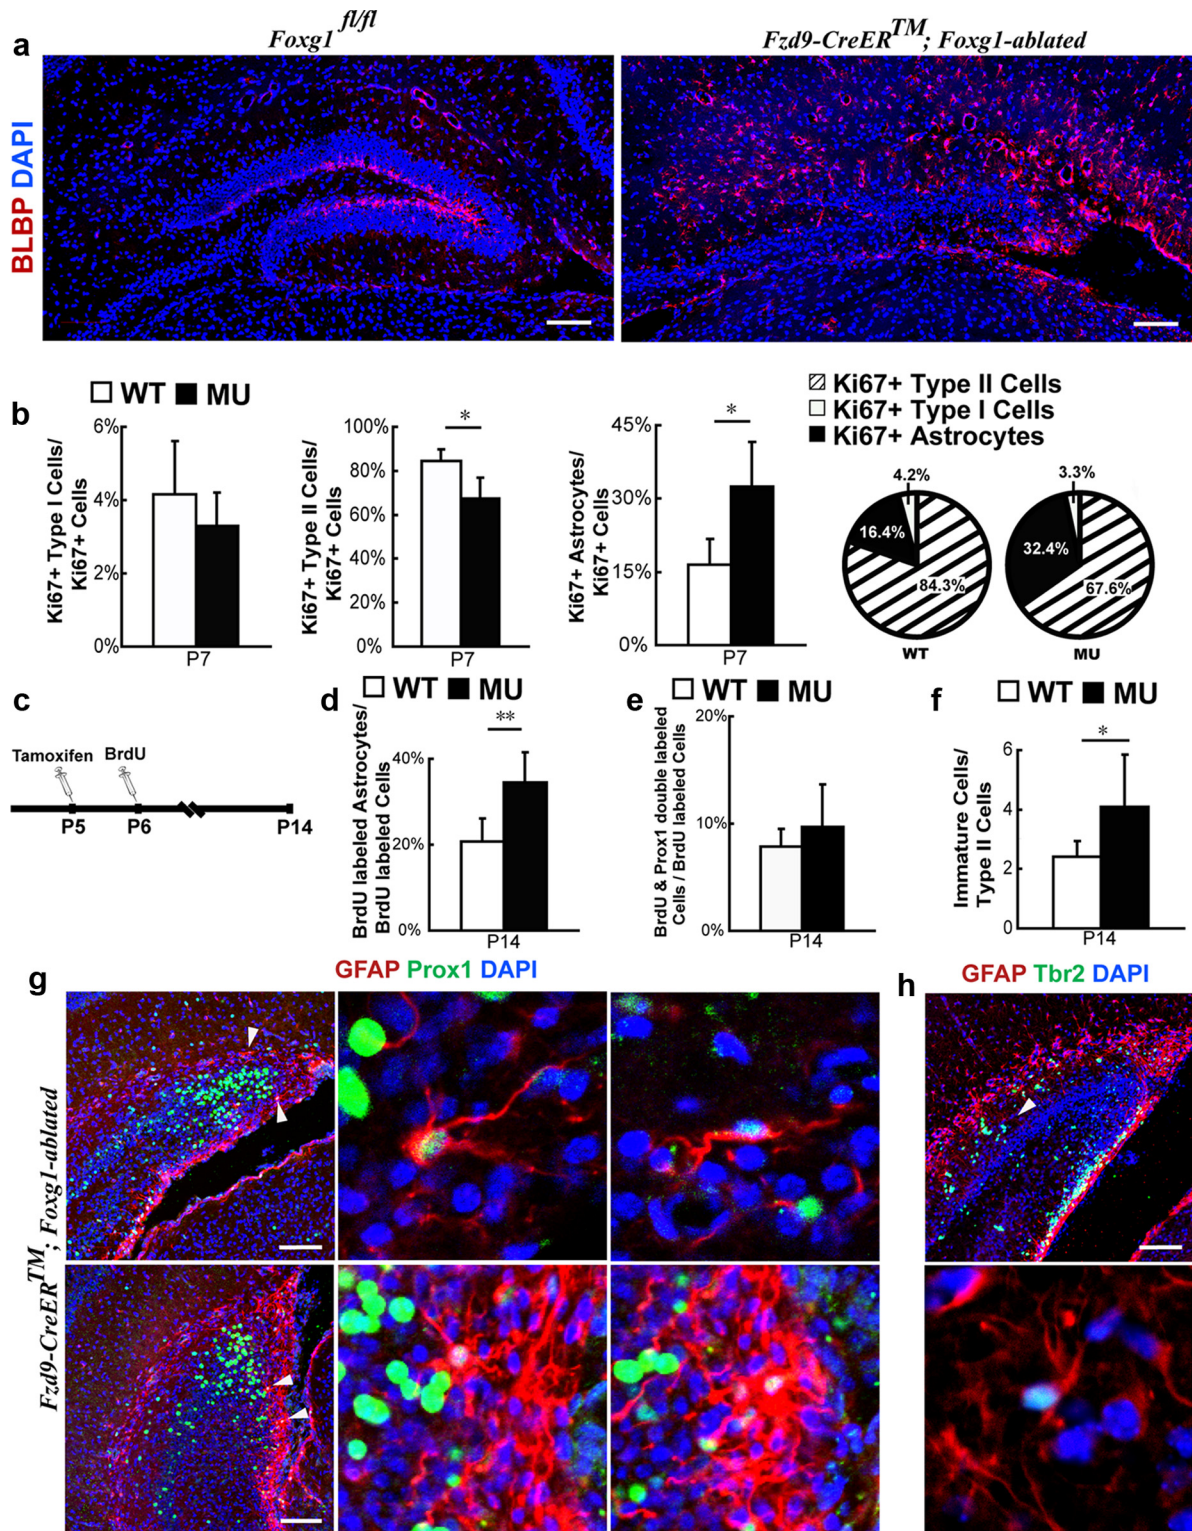 a
Foxg1 fl/fl
Fzd9-CreER TM; Foxg1-ablated
BLBP DAPI
b
WT MU
Ki67+ Type I Cells/
Ki67+ Cells
6%
4%
2%
0%
P7
Ki67+ Type II Cells/
Ki67+ Cells
100%
80%
60%
40%
20%
0%
*
P7
Ki67+ Astrocytes/
Ki67+ Cells
45%
30%
15%
0%
*
P7
Ki67+ Type II Cells
Ki67+ Type I Cells
Ki67+ Astrocytes
4.2%
16.4%
84.3%
WT
3.3%
32.4%
67.6%
MU
c
Tamoxifen BrdU
P5 P6 P14
d
WT MU
BrdU labeled Astrocytes/
BrdU labeled Cells
40%
20%
0%
**
P14
e
WT MU
BrdU & Prox1 double labeled
Cells / BrdU labeled Cells
20%
10%
0%
P14
f
WT MU
Immature Cells/
Type II Cells
6
4
2
0
*
P14
g
GFAP Prox1 DAPI
Fzd9-CreER TM; Foxg1-ablated
h
GFAP Tbr2 DAPI